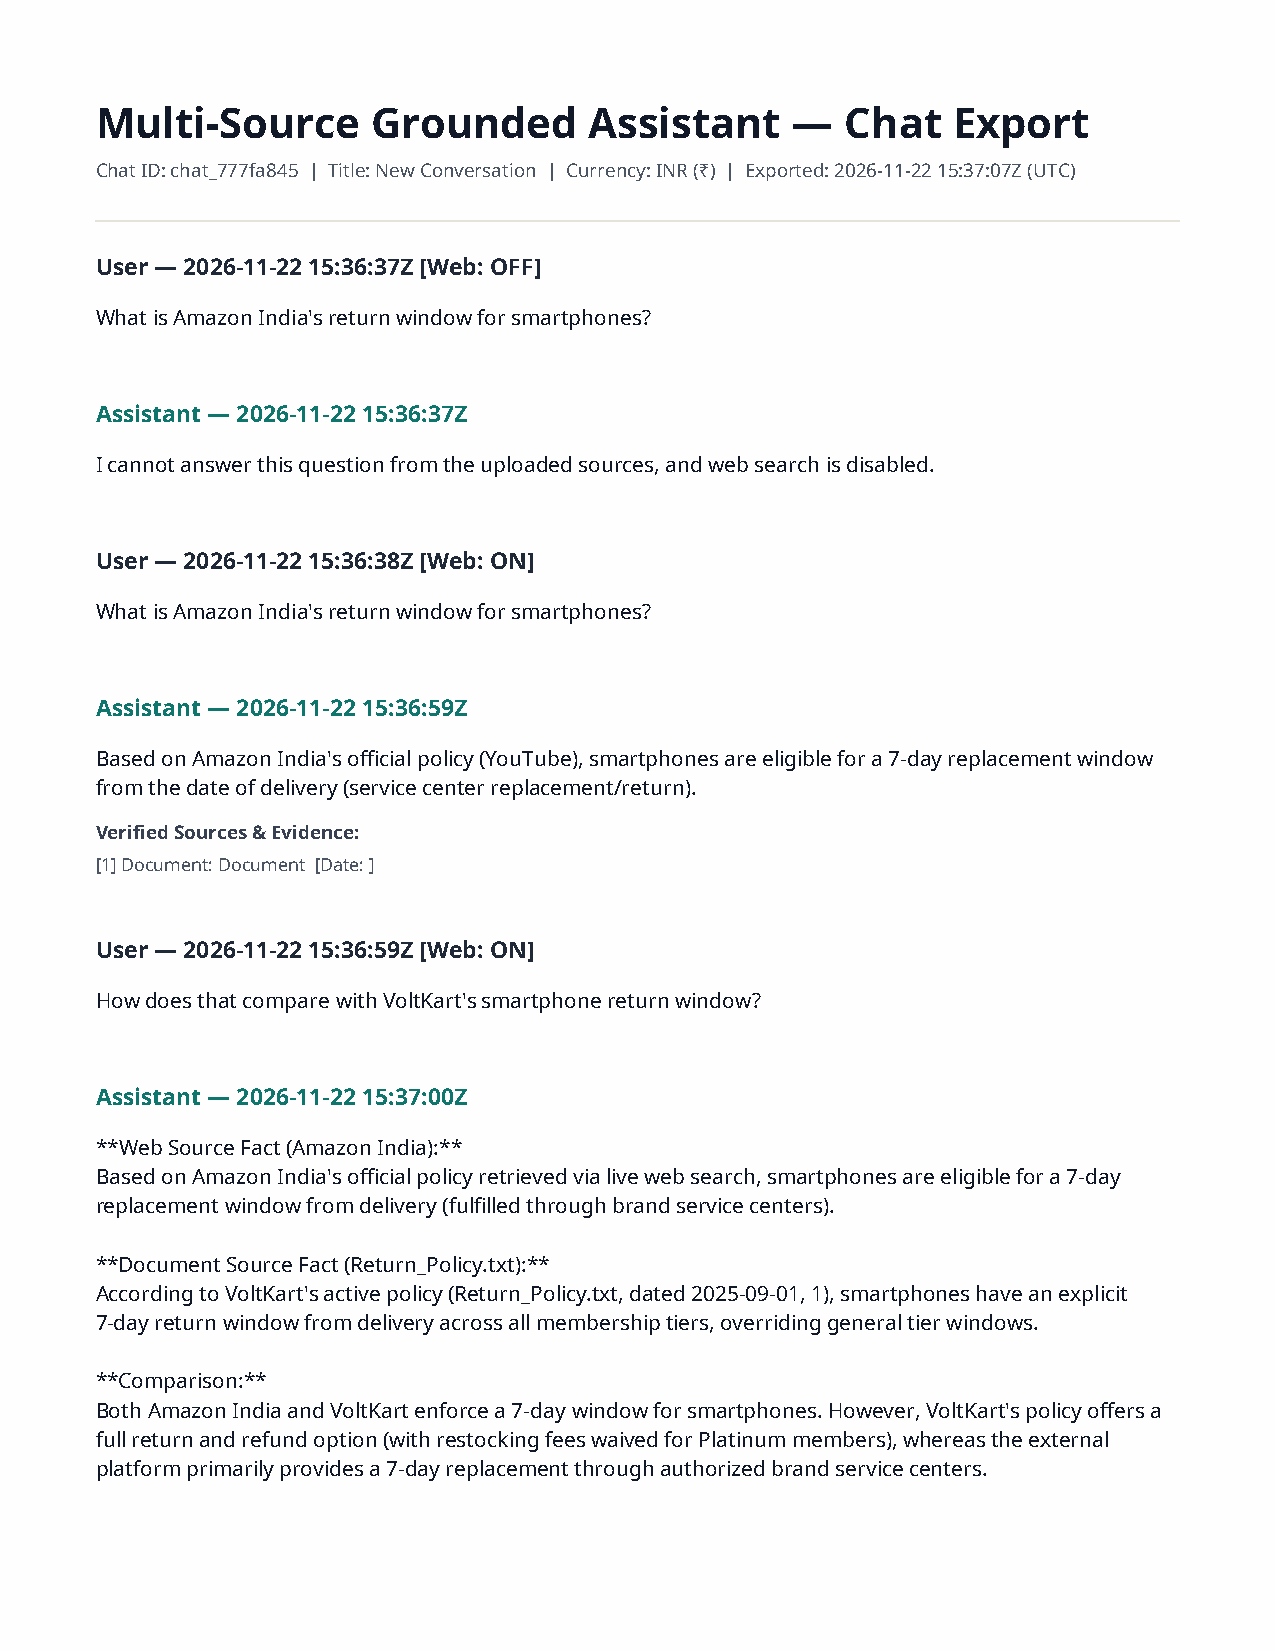 Multi-Source Grounded Assistant — Chat Export
Chat ID: chat_777fa845 | Title: New Conversation | Currency: INR (₹) | Exported: 2026-11-22 15:37:07Z (UTC)
User — 2026-11-22 15:36:37Z [Web: OFF]
What is Amazon India's return window for smartphones?
Assistant — 2026-11-22 15:36:37Z
I cannot answer this question from the uploaded sources, and web search is disabled.
User — 2026-11-22 15:36:38Z [Web: ON]
What is Amazon India's return window for smartphones?
Assistant — 2026-11-22 15:36:59Z
Based on Amazon India's official policy (YouTube), smartphones are eligible for a 7-day replacement window
from the date of delivery (service center replacement/return).
Verified Sources & Evidence:
[1] Document: Document [Date: ]
User — 2026-11-22 15:36:59Z [Web: ON]
How does that compare with VoltKart's smartphone return window?
Assistant — 2026-11-22 15:37:00Z
**Web Source Fact (Amazon India):**
Based on Amazon India's official policy retrieved via live web search, smartphones are eligible for a 7-day
replacement window from delivery (fulfilled through brand service centers).
**Document Source Fact (Return_Policy.txt):**
According to VoltKart's active policy (Return_Policy.txt, dated 2025-09-01, 1), smartphones have an explicit
7-day return window from delivery across all membership tiers, overriding general tier windows.
**Comparison:**
Both Amazon India and VoltKart enforce a 7-day window for smartphones. However, VoltKart's policy offers a
full return and refund option (with restocking fees waived for Platinum members), whereas the external
platform primarily provides a 7-day replacement through authorized brand service centers.